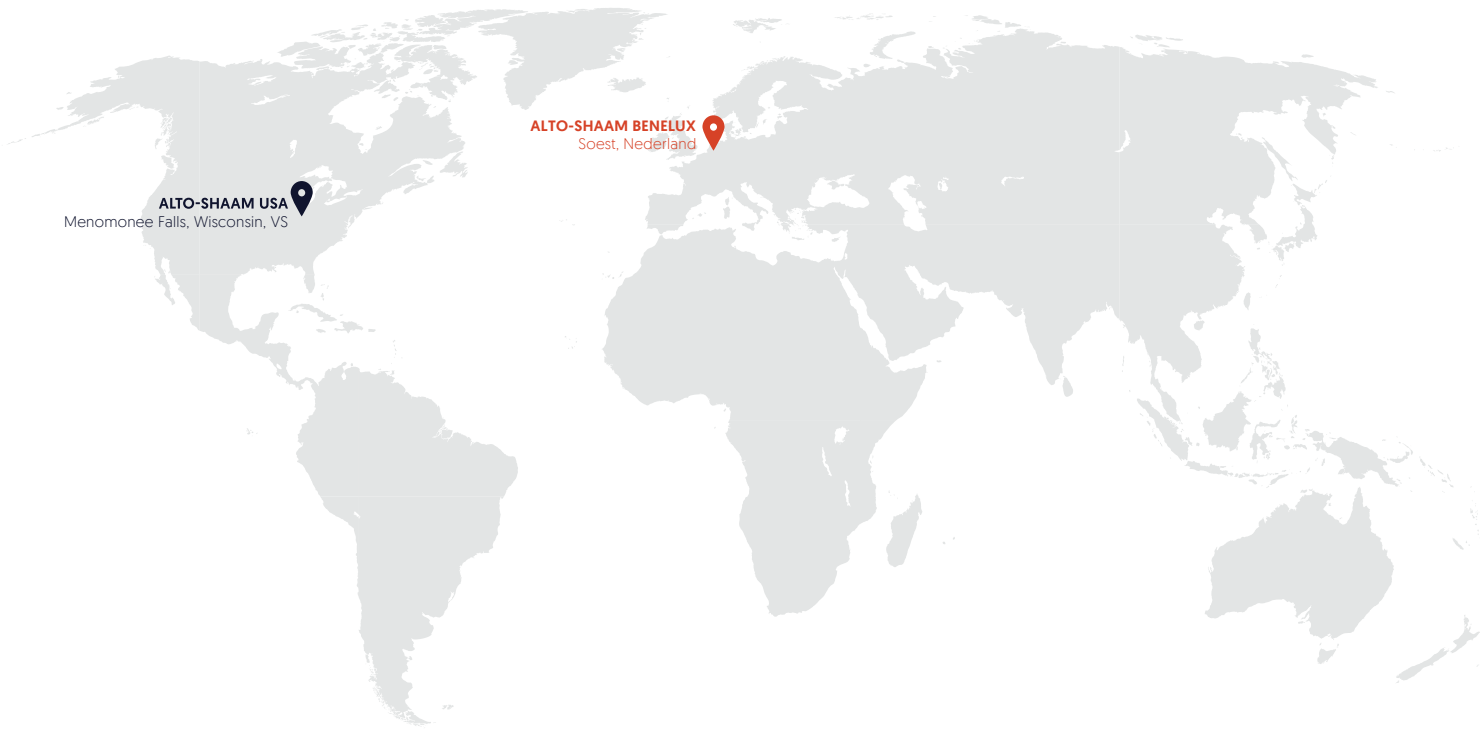 ALTO-SHAAM BENELUX
Soest, Nederland
ALTO-SHAAM USA
Menomonee Falls, Wisconsin, VS